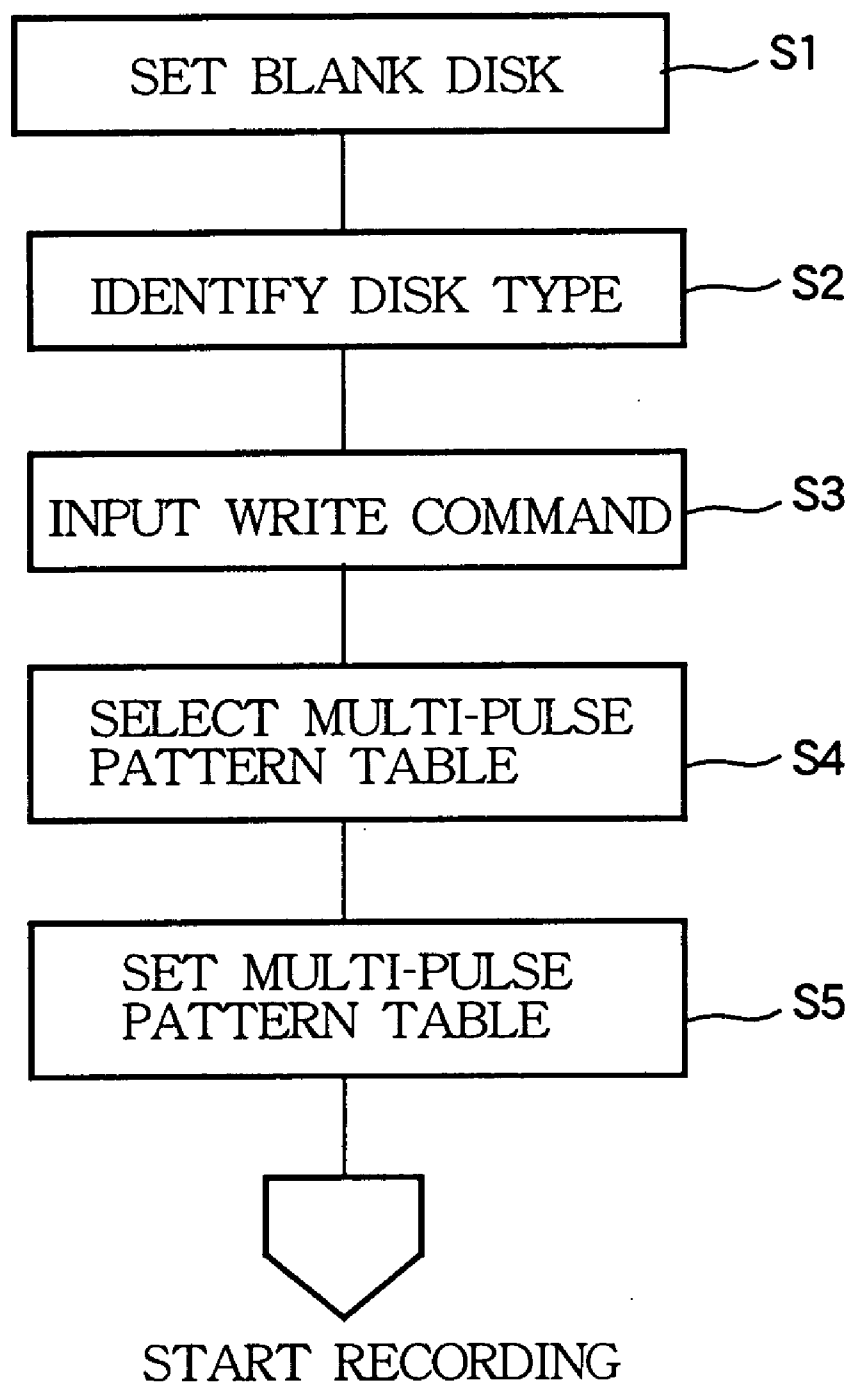 SET BLANK DISK
S1
IDENTIFY DISK TYPE
S2
INPUT WRITE COMMAND
S3
SELECT MULTI-PULSE
PATTERN TABLE
S4
SET MULTI-PULSE
PATTERN TABLE
S5
START RECORDING